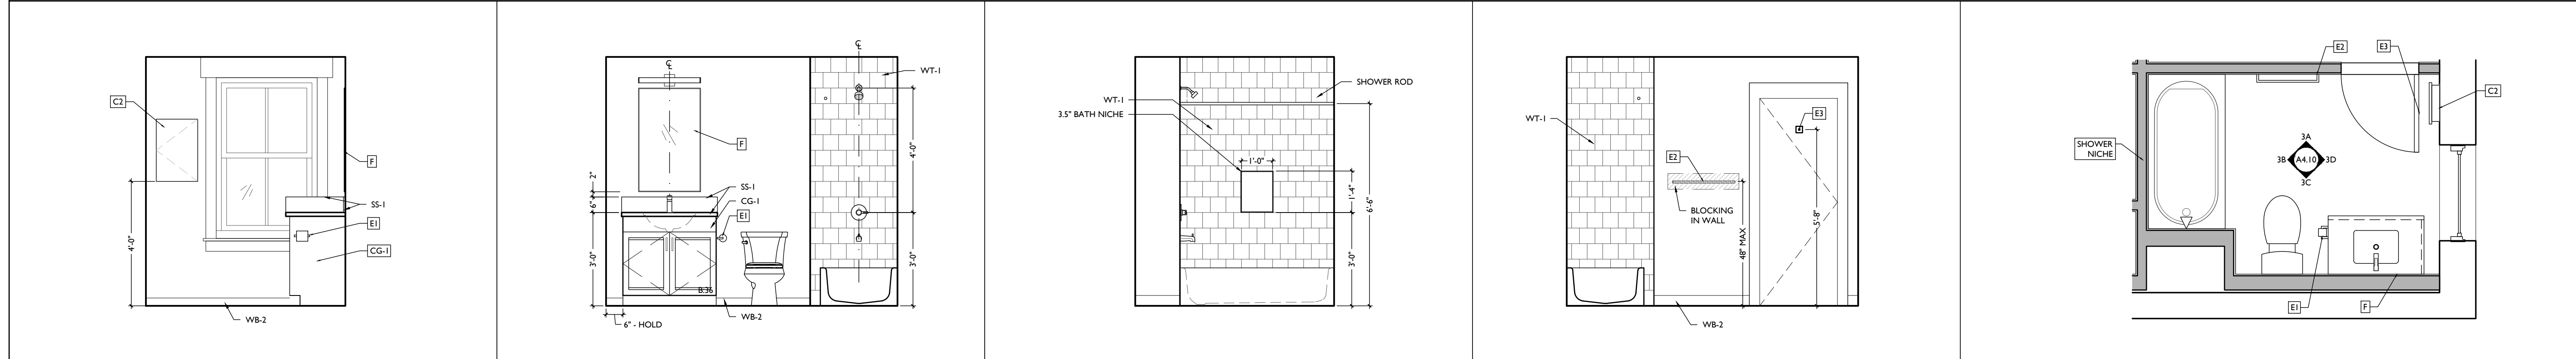 C2
F
SS-1
E1
CG-1
4'-0"
WB-2
℄
℄
WT-1
F
4'-0"
2"
6"
SS-1
CG-1
E1
3'-0"
3'-0"
B.36
WB-2
6" - HOLD
SHOWER ROD
WT-1
3.5" BATH NICHE
1'-0"
1'-4"
6'-6"
3'-0"
WT-1
E3
E2
BLOCKING
IN WALL
5'-8"
48" MAX
WB-2
E2
E3
C2
SHOWER
NICHE
3A
3B A4.10 3D
3C
E1
F